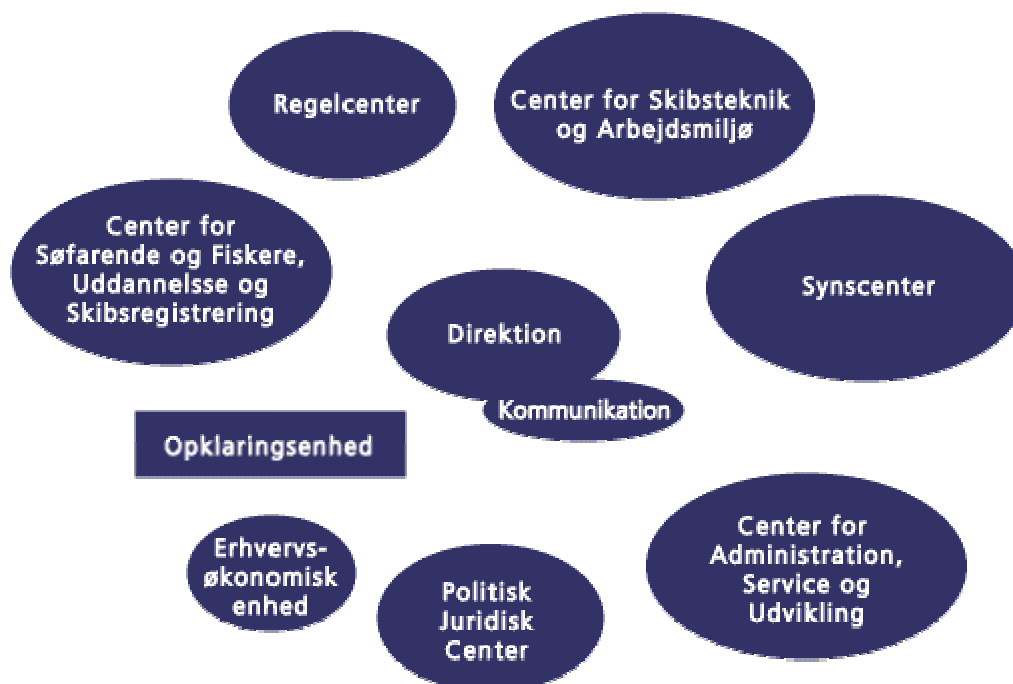 Regelcenter
Center for Skibsteknik
og Arbejdsmiljø
Center for
Søfarende og Fiskere,
Uddannelsse og
Skibsregistrering
Synscenter
Direktion
Kommunikation
Opklaringsenhed
Erhvervs-
økonomisk
enhed
Politisk
Juridisk
Center
Center for
Administration,
Service og
Udvikling